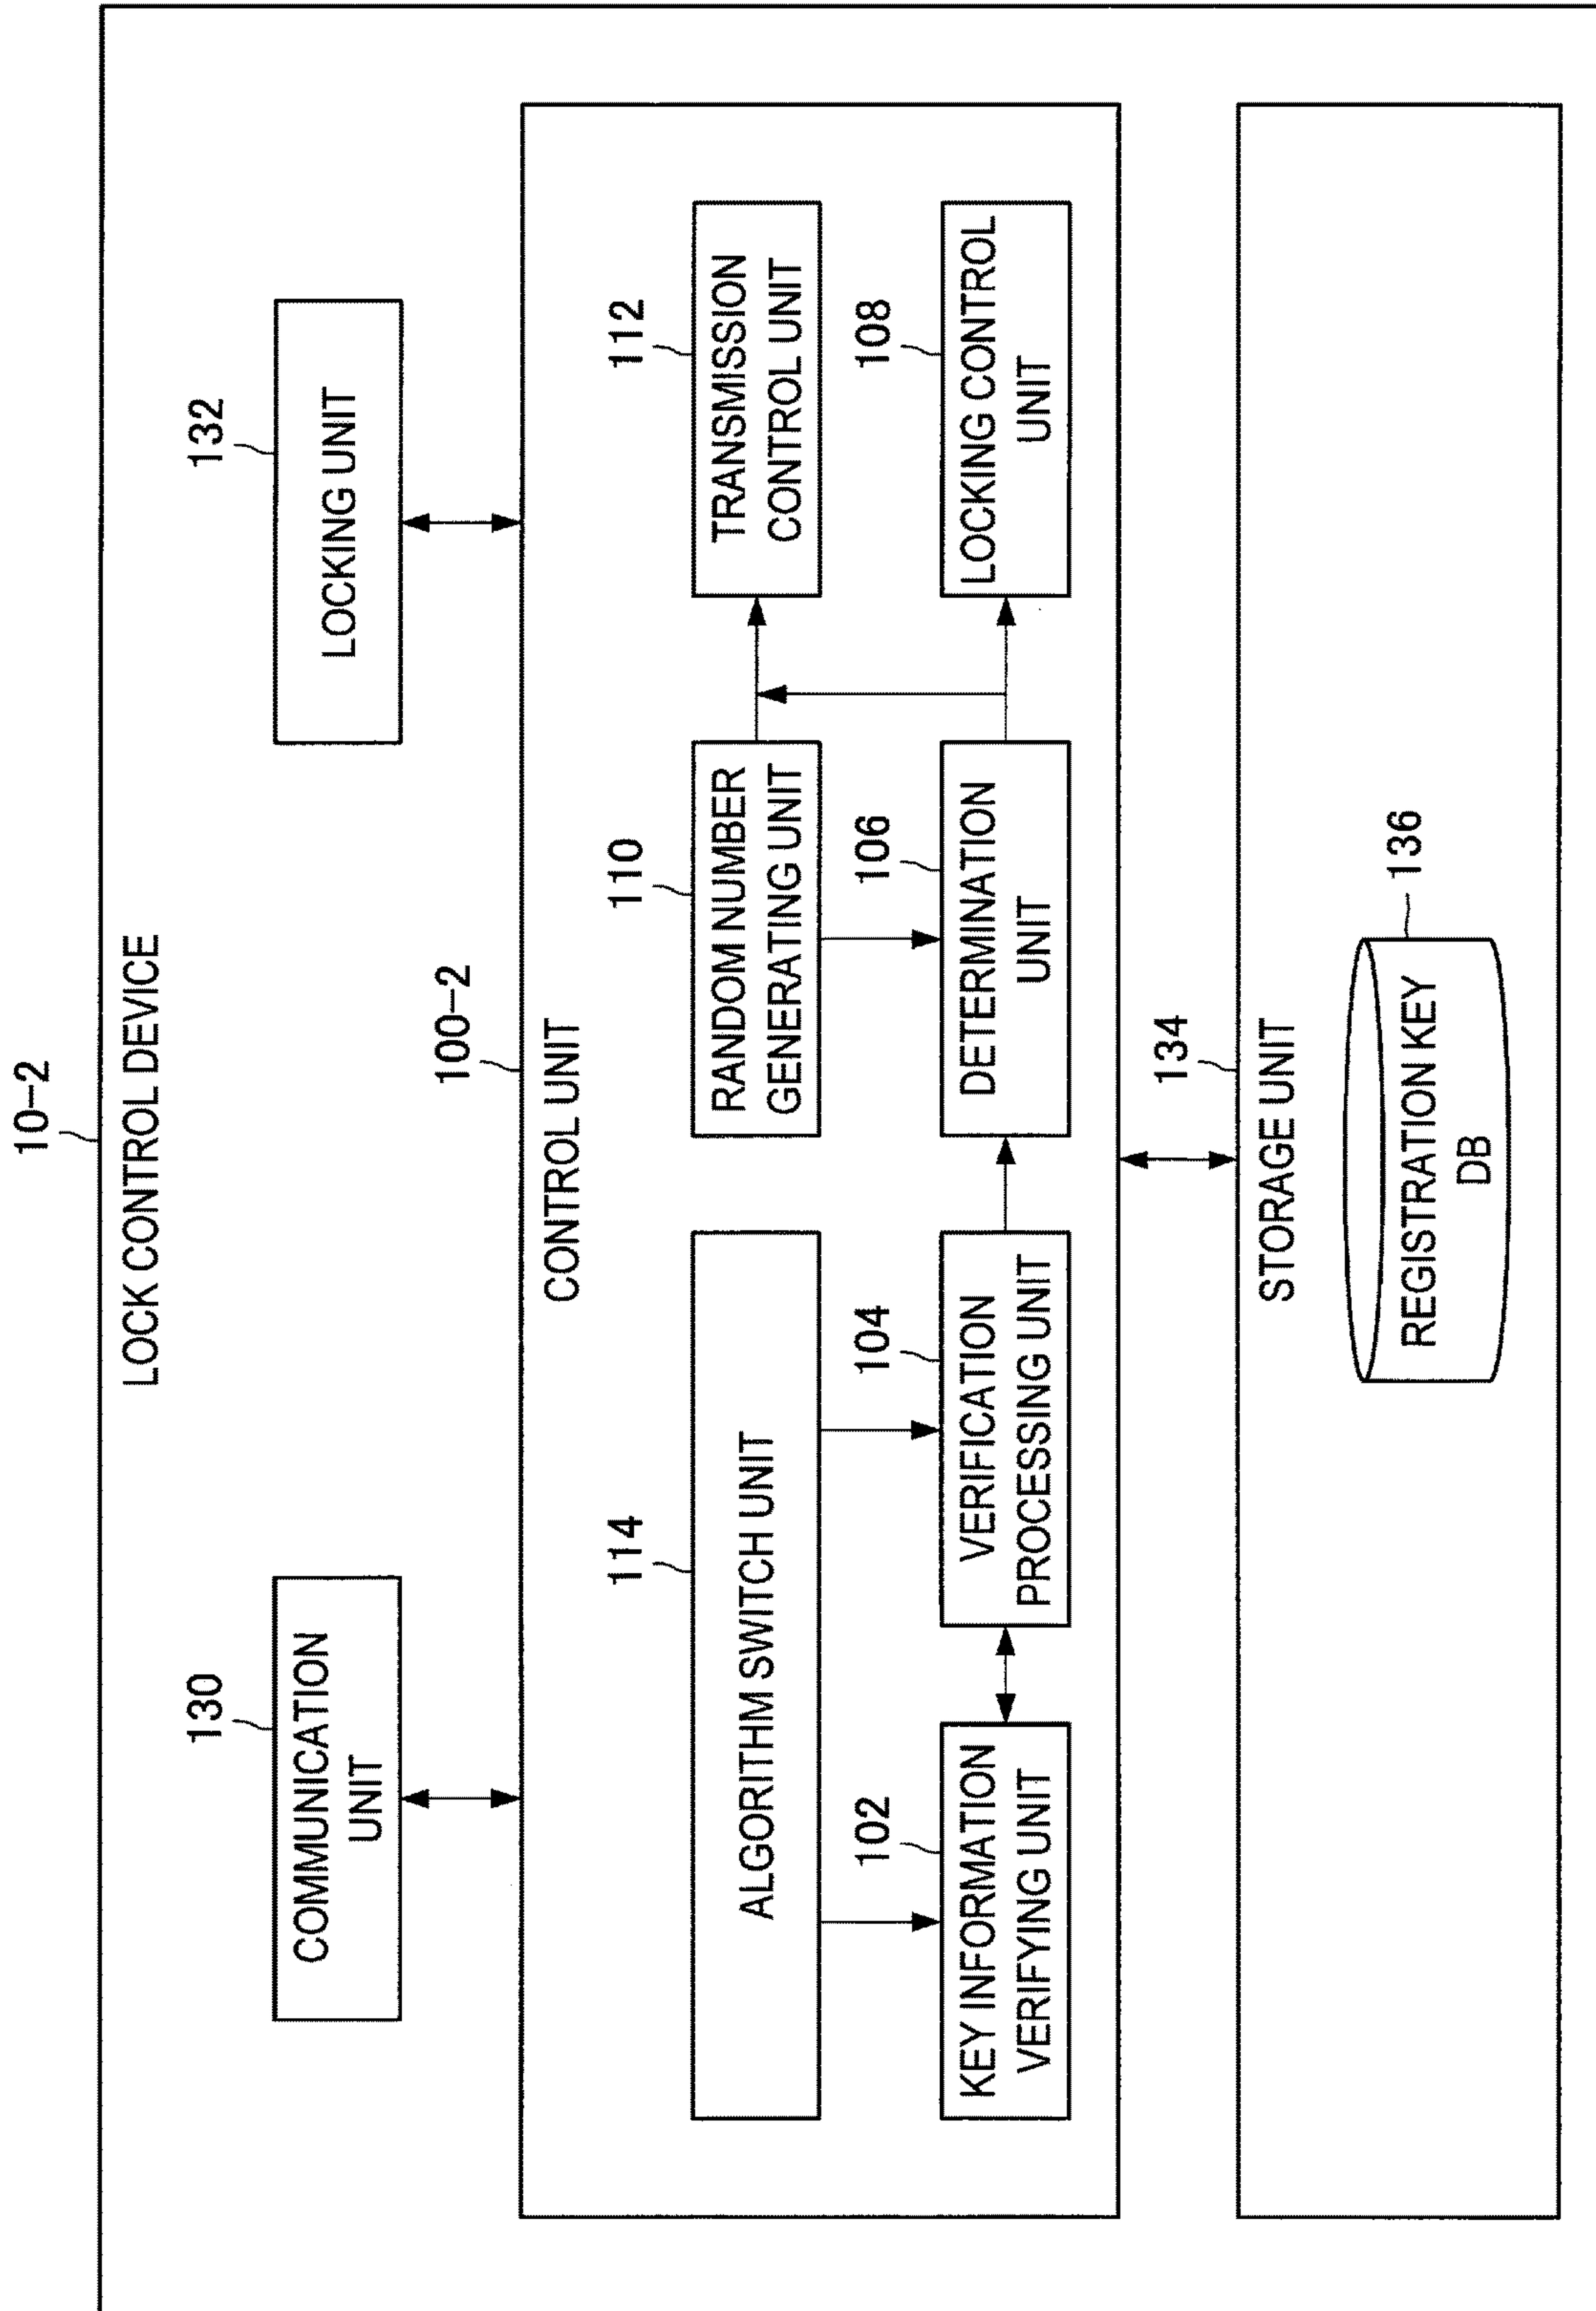 10-2
LOCK CONTROL DEVICE
130
COMMUNICATION
UNIT
132
LOCKING UNIT
100-2
CONTROL UNIT
114
ALGORITHM SWITCH UNIT
110
RANDOM NUMBER
GENERATING UNIT
112
TRANSMISSION
CONTROL UNIT
102
KEY INFORMATION
VERIFYING UNIT
104
VERIFICATION
PROCESSING UNIT
106
DETERMINATION
UNIT
108
LOCKING CONTROL
UNIT
134
STORAGE UNIT
136
REGISTRATION KEY
DB